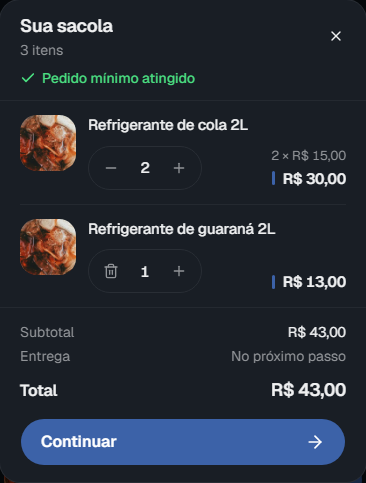 Sua sacola
3 itens
Pedido mínimo atingido
Refrigerante de cola 2L
2
2 × R$ 15,00
R$ 30,00
Refrigerante de guaraná 2L
1
R$ 13,00
Subtotal R$ 43,00
Entrega No próximo passo
Total R$ 43,00
Continuar